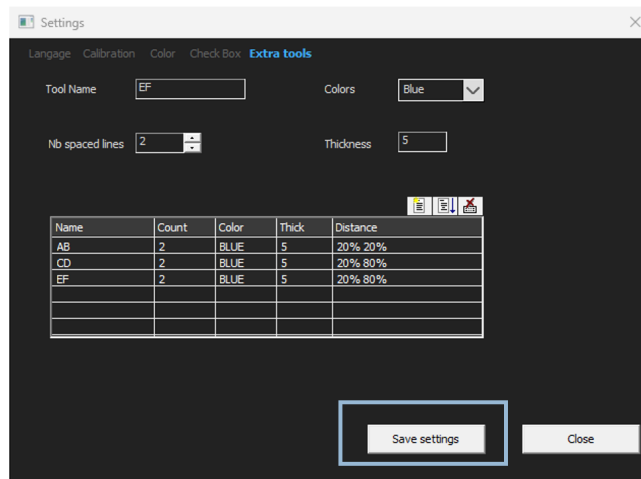 Settings
Langage Calibration Color Check Box Extra tools
Tool Name EF Colors Blue
Nb spaced lines 2 Thickness 5
Name Count Color Thick Distance
AB 2 BLUE 5 20% 20%
CD 2 BLUE 5 20% 80%
EF 2 BLUE 5 20% 80%
Save settings Close